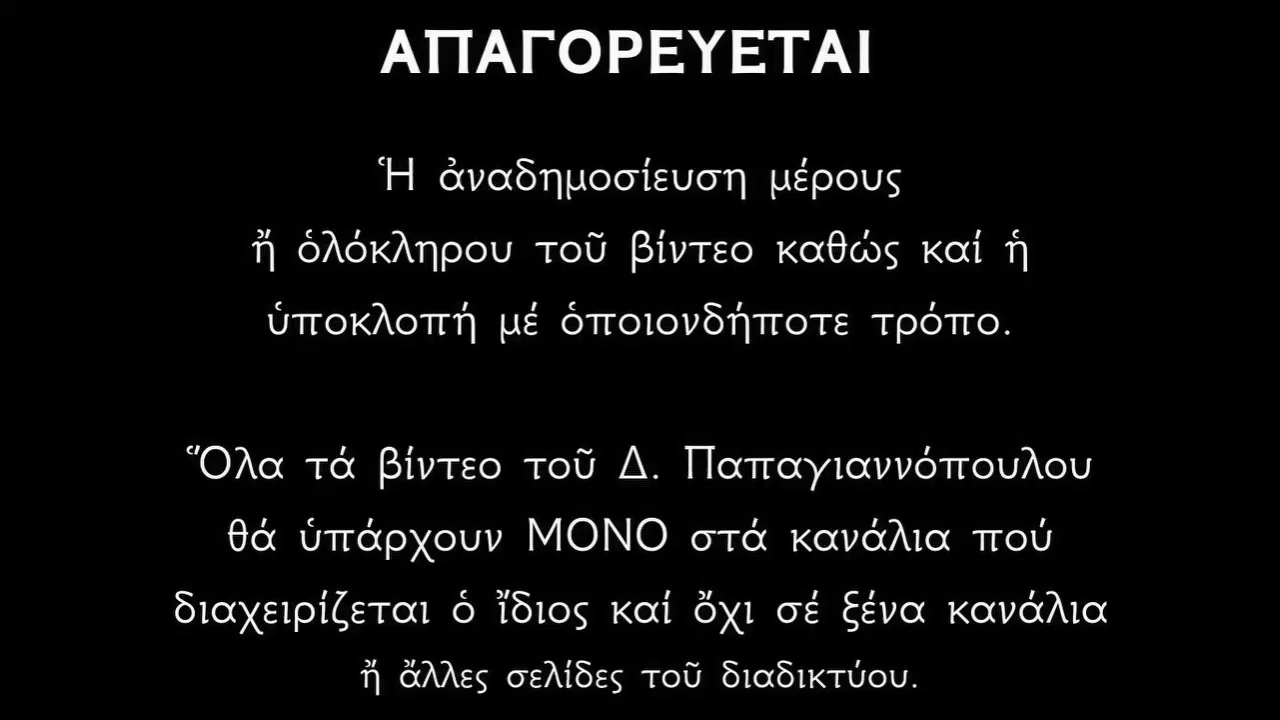 ΑΠΑΓΟΡΕΥΕΤΑΙ
Ἡ ἀναδημοσίευση μέρους
ἤ ὁλόκληρου τοῦ βίντεο καθώς καί ἡ
ὑποκλοπή μέ ὁποιονδήποτε τρόπο.
Ὅλα τά βίντεο τοῦ Δ. Παπαγιαννόπουλου
θά ὑπάρχουν ΜΟΝΟ στά κανάλια πού
διαχειρίζεται ὁ ἴδιος καί ὄχι σέ ξένα κανάλια
ἤ ἄλλες σελίδες τοῦ διαδικτύου.